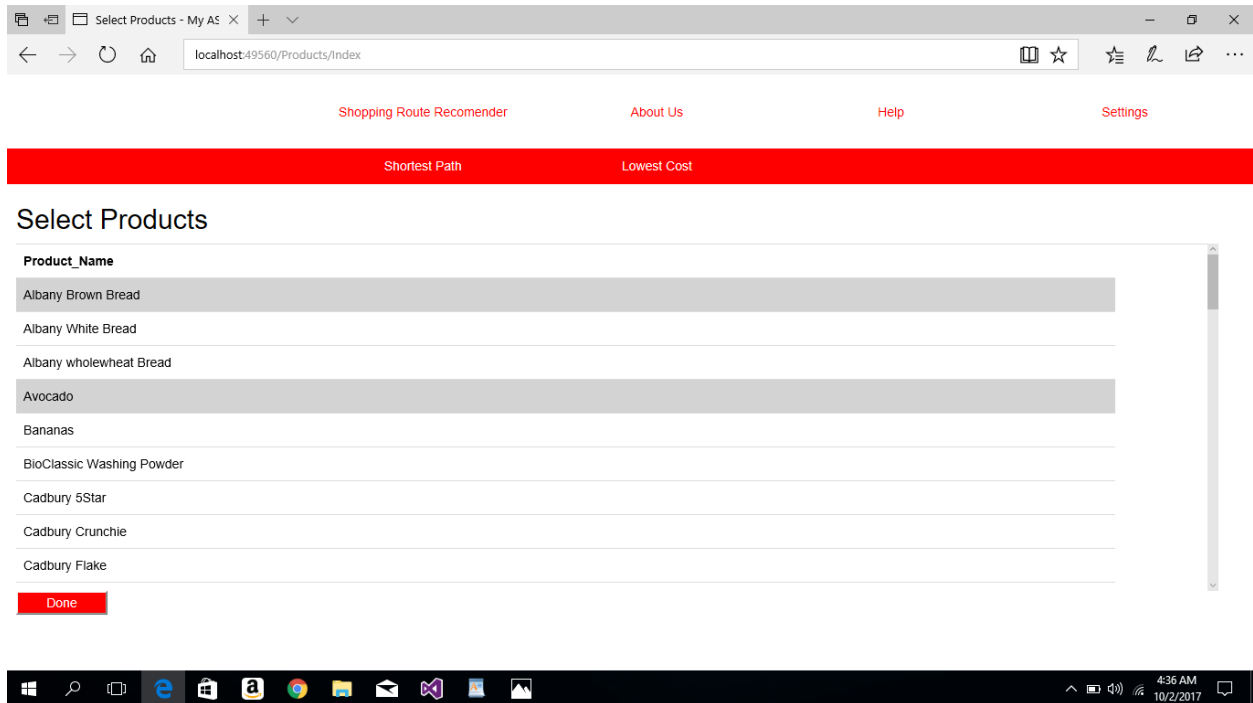 Select Products - My AS
localhost:49560/Products/Index
Shopping Route Recomender About Us Help Settings
Shortest Path Lowest Cost
Select Products
Product_Name
Albany Brown Bread
Albany White Bread
Albany wholewheat Bread
Avocado
Bananas
BioClassic Washing Powder
Cadbury 5Star
Cadbury Crunchie
Cadbury Flake
Done
4:36 AM
10/2/2017